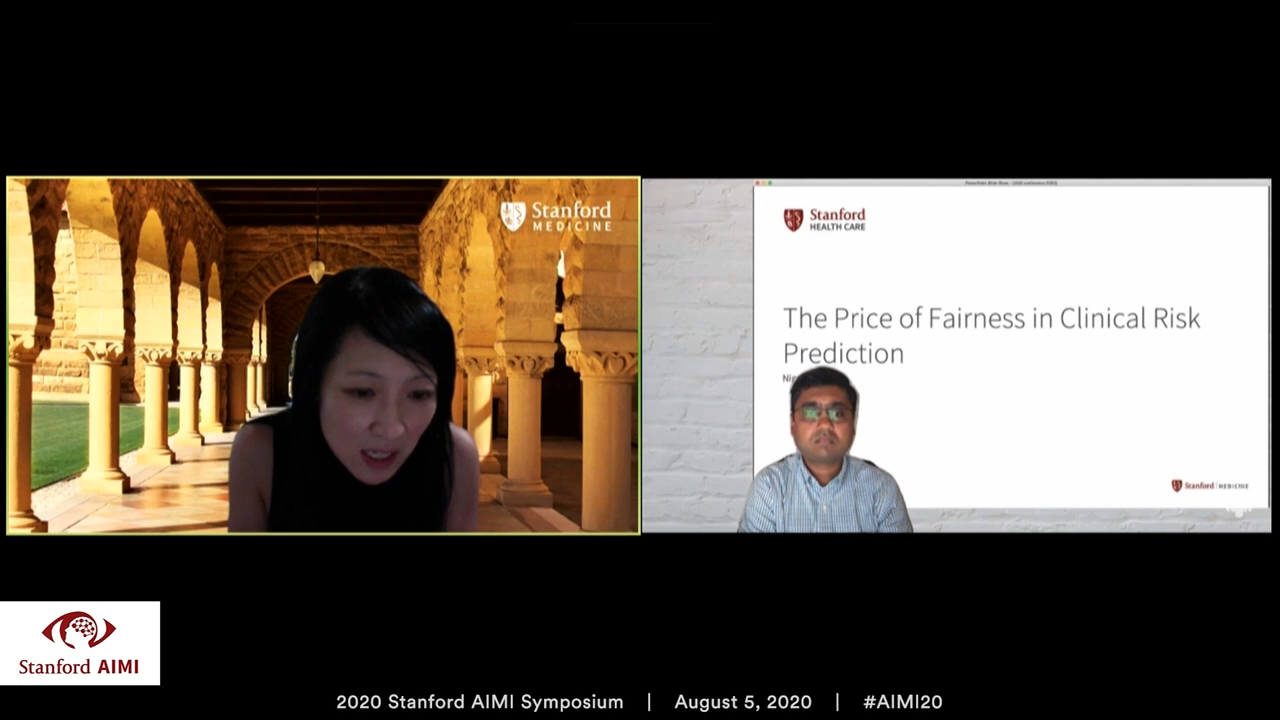 Stanford
MEDICINE
Stanford
HEALTH CARE
The Price of Fairness in Clinical Risk
Prediction
Stanford MEDICINE
Stanford AIMI
2020 Stanford AIMI Symposium | August 5, 2020 | #AIMI20